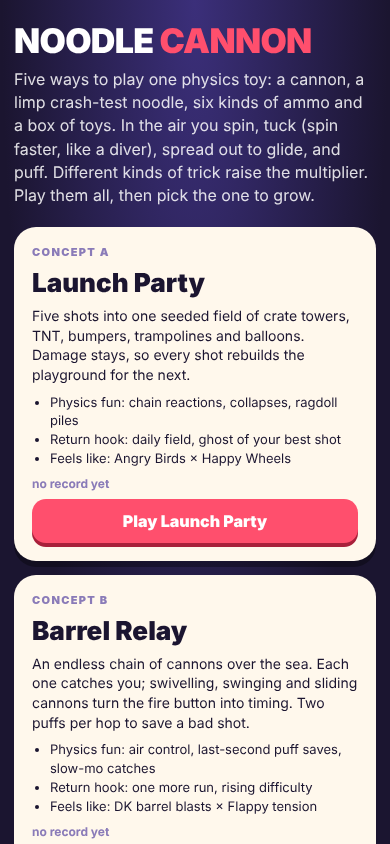 NOODLE CANNON
Five ways to play one physics toy: a cannon, a
limp crash-test noodle, six kinds of ammo and
a box of toys. In the air you spin, tuck (spin
faster, like a diver), spread out to glide, and
puff. Different kinds of trick raise the multiplier.
Play them all, then pick the one to grow.
CONCEPT A
Launch Party
Five shots into one seeded field of crate towers,
TNT, bumpers, trampolines and balloons.
Damage stays, so every shot rebuilds the
playground for the next.
• Physics fun: chain reactions, collapses, ragdoll
piles
• Return hook: daily field, ghost of your best shot
• Feels like: Angry Birds × Happy Wheels
no record yet
Play Launch Party
CONCEPT B
Barrel Relay
An endless chain of cannons over the sea. Each
one catches you; swivelling, swinging and sliding
cannons turn the fire button into timing. Two
puffs per hop to save a bad shot.
• Physics fun: air control, last-second puff saves,
slow-mo catches
• Return hook: one more run, rising difficulty
• Feels like: DK barrel blasts × Flappy tension
no record yet